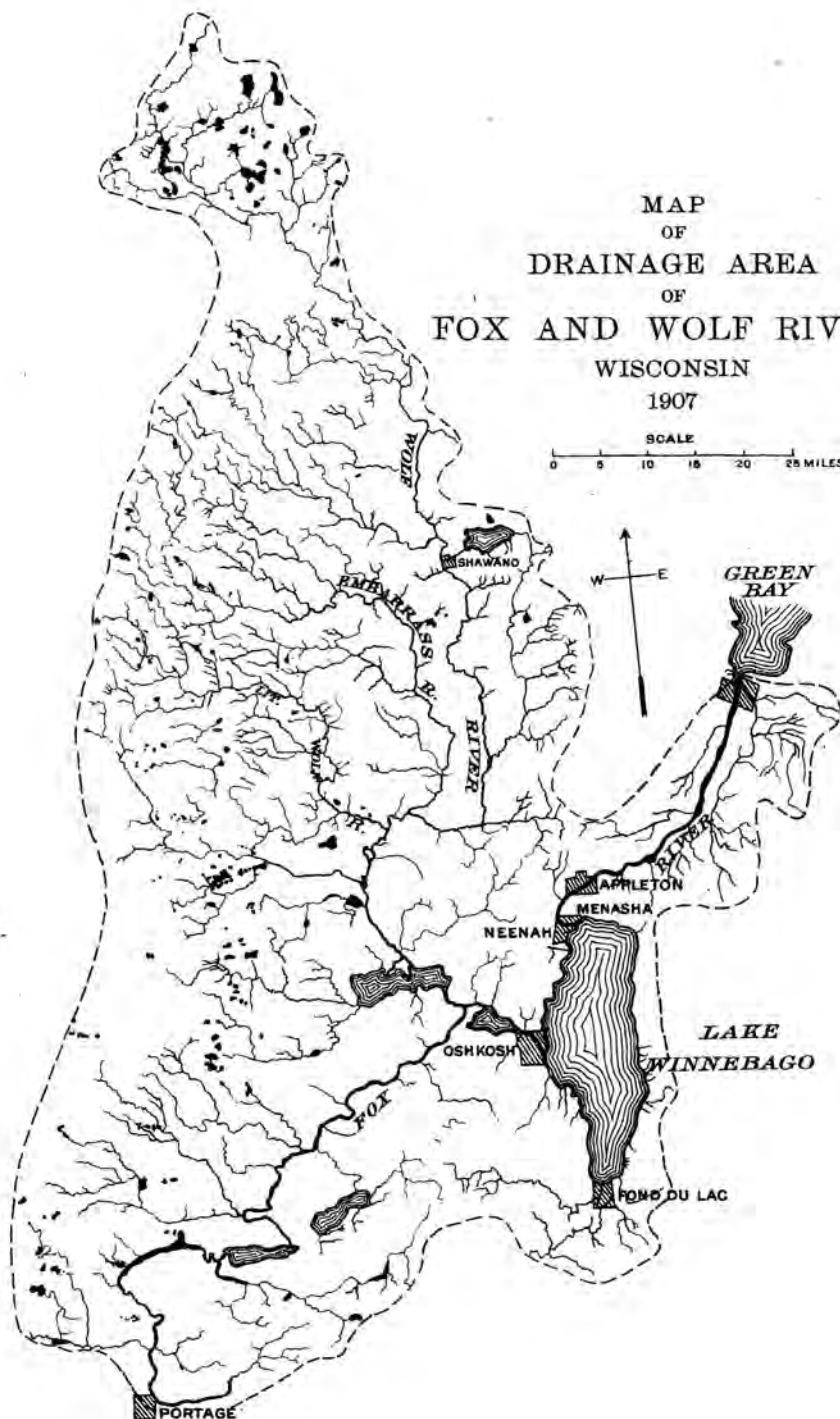 MAP
OF
DRAINAGE AREA
OF
FOX AND WOLF RIV
WISCONSIN
1907
SCALE
0 5 10 15 20 25 MILES
WOLF
SHAWANO
W E
GREEN
BAY
EMBARRASS R.
RIVER
WOLF
R.
RIVER
APPLETON
MENASHA
NEENAH
LAKE
WINNEBAGO
OSHKOSH
FOX
FOND DU LAC
PORTAGE